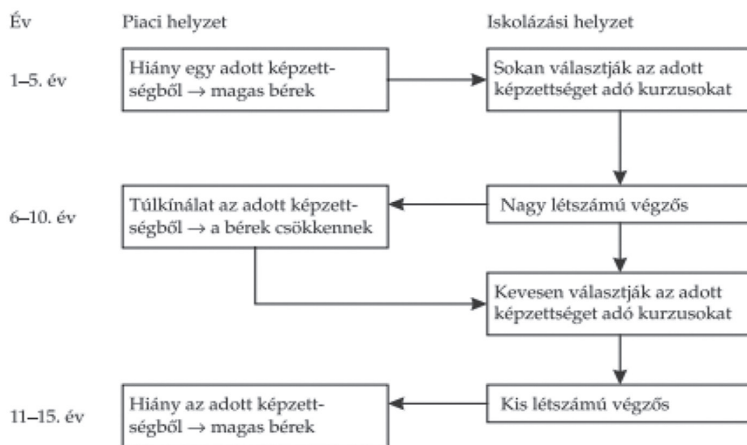 Év Piaci helyzet Iskolázási helyzet
1–5. év
Hiány egy adott képzett-
ségből → magas bérek
Sokan választják az adott
képzettséget adó kurzusokat
6–10. év
Túlkínálat az adott képzett-
ségből → a bérek csökkennek
Nagy létszámú végzős
Kevesen választják az adott
képzettséget adó kurzusokat
11–15. év
Hiány az adott képzett-
ségből → magas bérek
Kis létszámú végzős